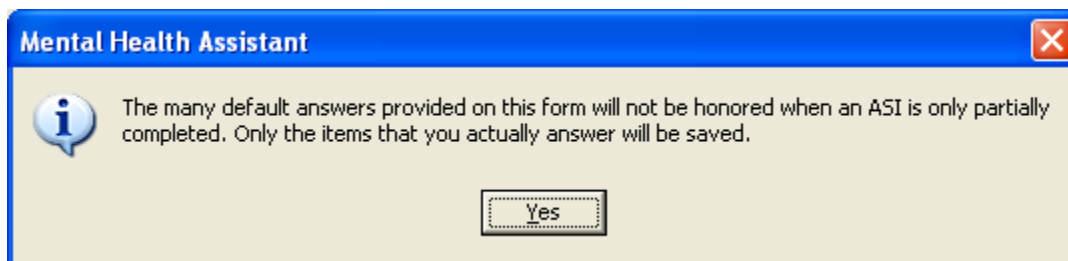 Mental Health Assistant
The many default answers provided on this form will not be honored when an ASI is only partially
completed. Only the items that you actually answer will be saved.
Yes